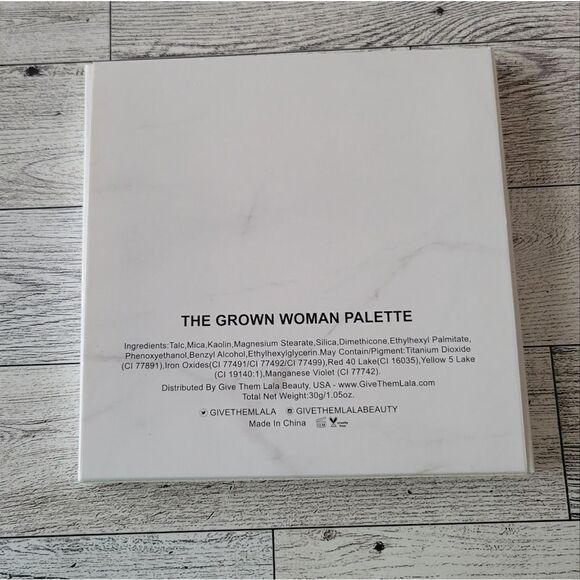 THE GROWN WOMAN PALETTE
Ingredients:Talc,Mica,Kaolin,Magnesium Stearate,Silica,Dimethicone,Ethylhexyl Palmitate,
Phenoxyethanol,Benzyl Alcohol,Ethylhexylglycerin.May Contain/Pigment:Titanium Dioxide
(CI 77891),Iron Oxides(CI 77491/CI 77492/CI 77499),Red 40 Lake(CI 16035),Yellow 5 Lake
(CI 19140:1),Manganese Violet (CI 77742).
Distributed By Give Them Lala Beauty, USA - www.GiveThemLala.com
Total Net Weight:30g/1.05oz.
GIVETHEMLALA GIVETHEMLALABEAUTY
Made In China